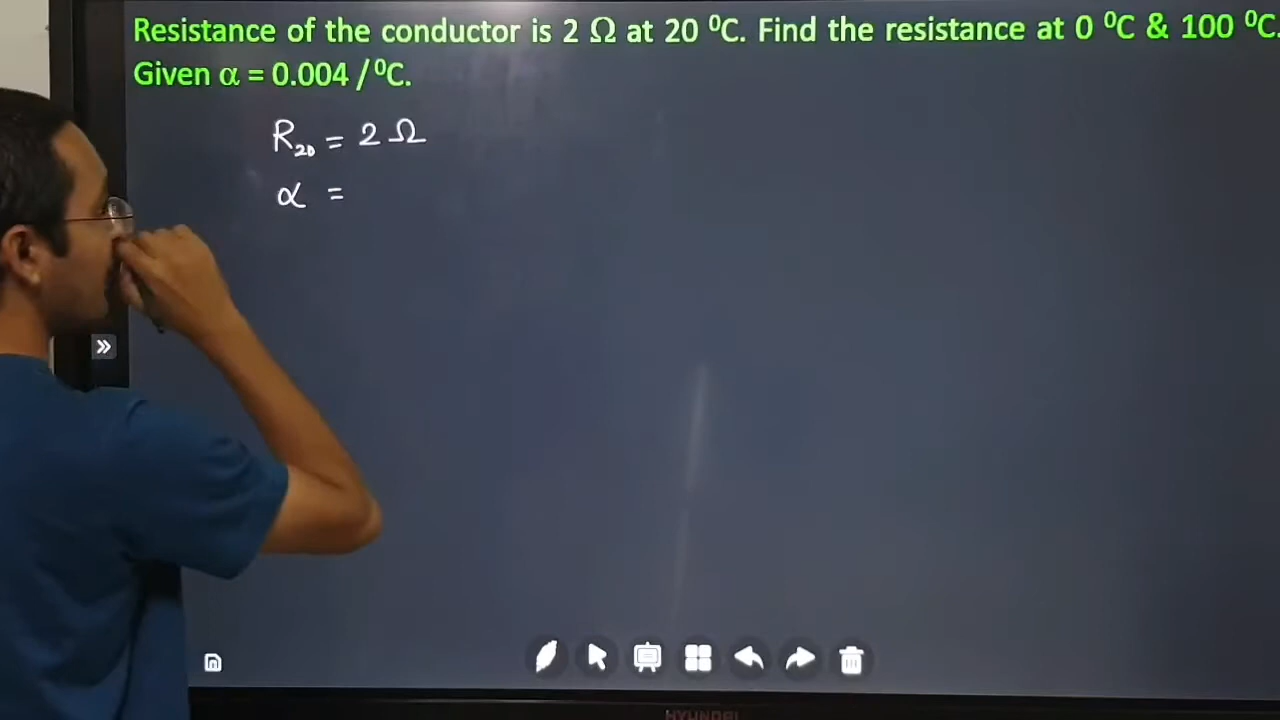 Resistance of the conductor is 2 Ω at 20 ⁰C. Find the resistance at 0 ⁰C & 100 ⁰C.
Given α = 0.004 /⁰C.
R₂₀ = 2 Ω
α =
»
HYUNDAI